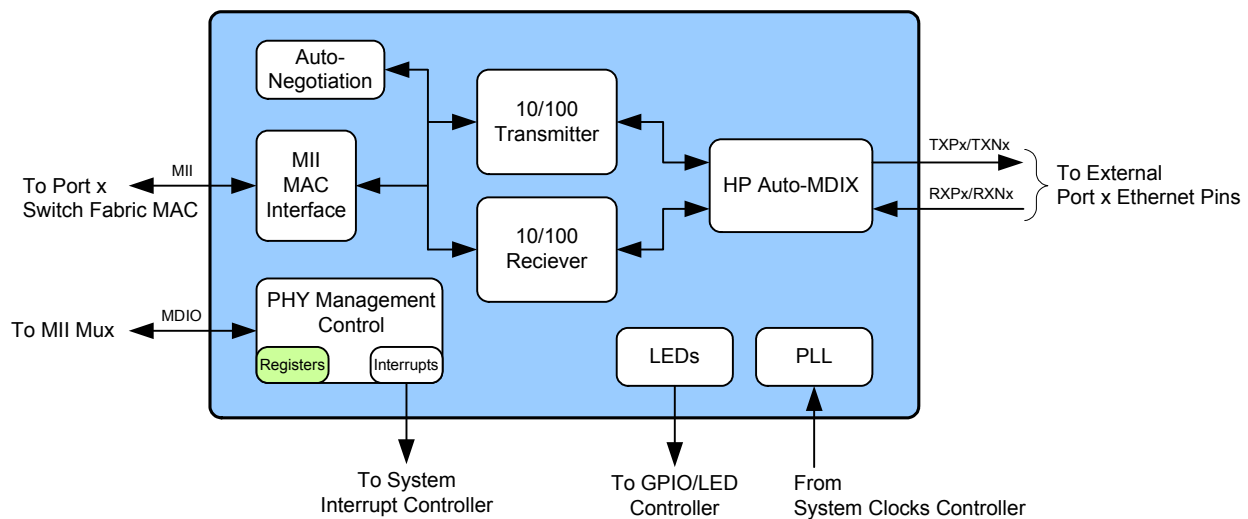 Auto-
Negotiation
10/100
Transmitter
MII
MAC
Interface
MII
To Port x
Switch Fabric MAC
HP Auto-MDIX
TXPx/TXNx
RXPx/RXNx
To External
Port x Ethernet Pins
10/100
Reciever
PHY Management
Control
Registers
Interrupts
MDIO
To MII Mux
LEDs
PLL
To System
Interrupt Controller
To GPIO/LED
Controller
From
System Clocks Controller